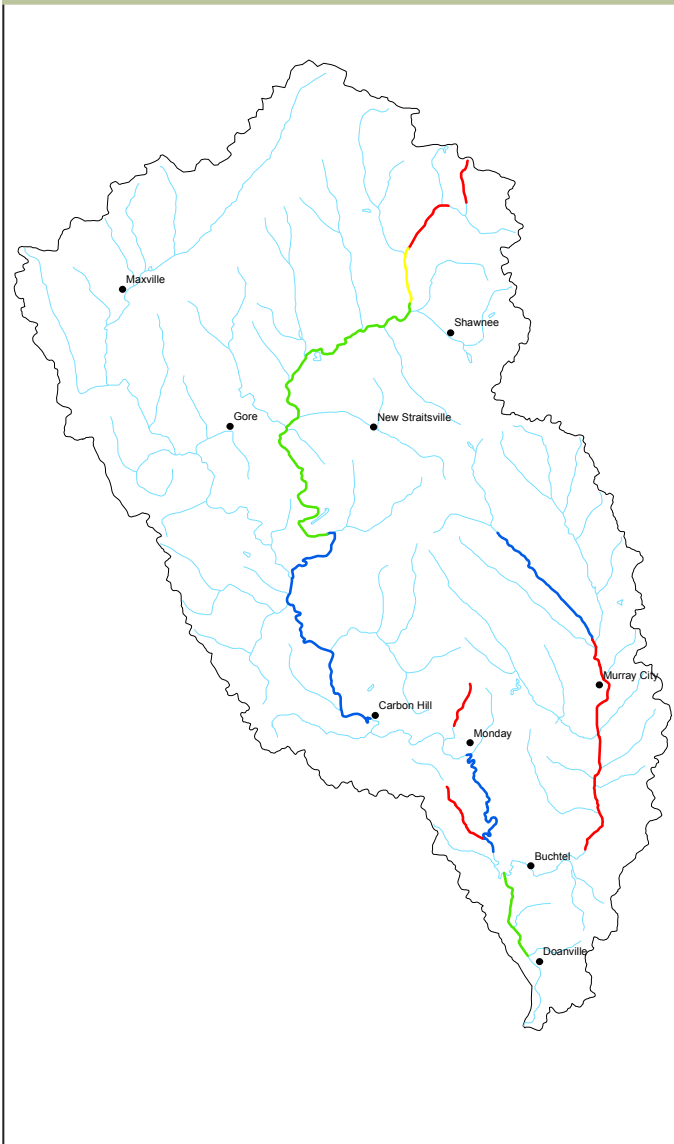 Maxville
Shawnee
Gore
New Straitsville
Murray City
Carbon Hill
Monday
Buchtel
Doanville